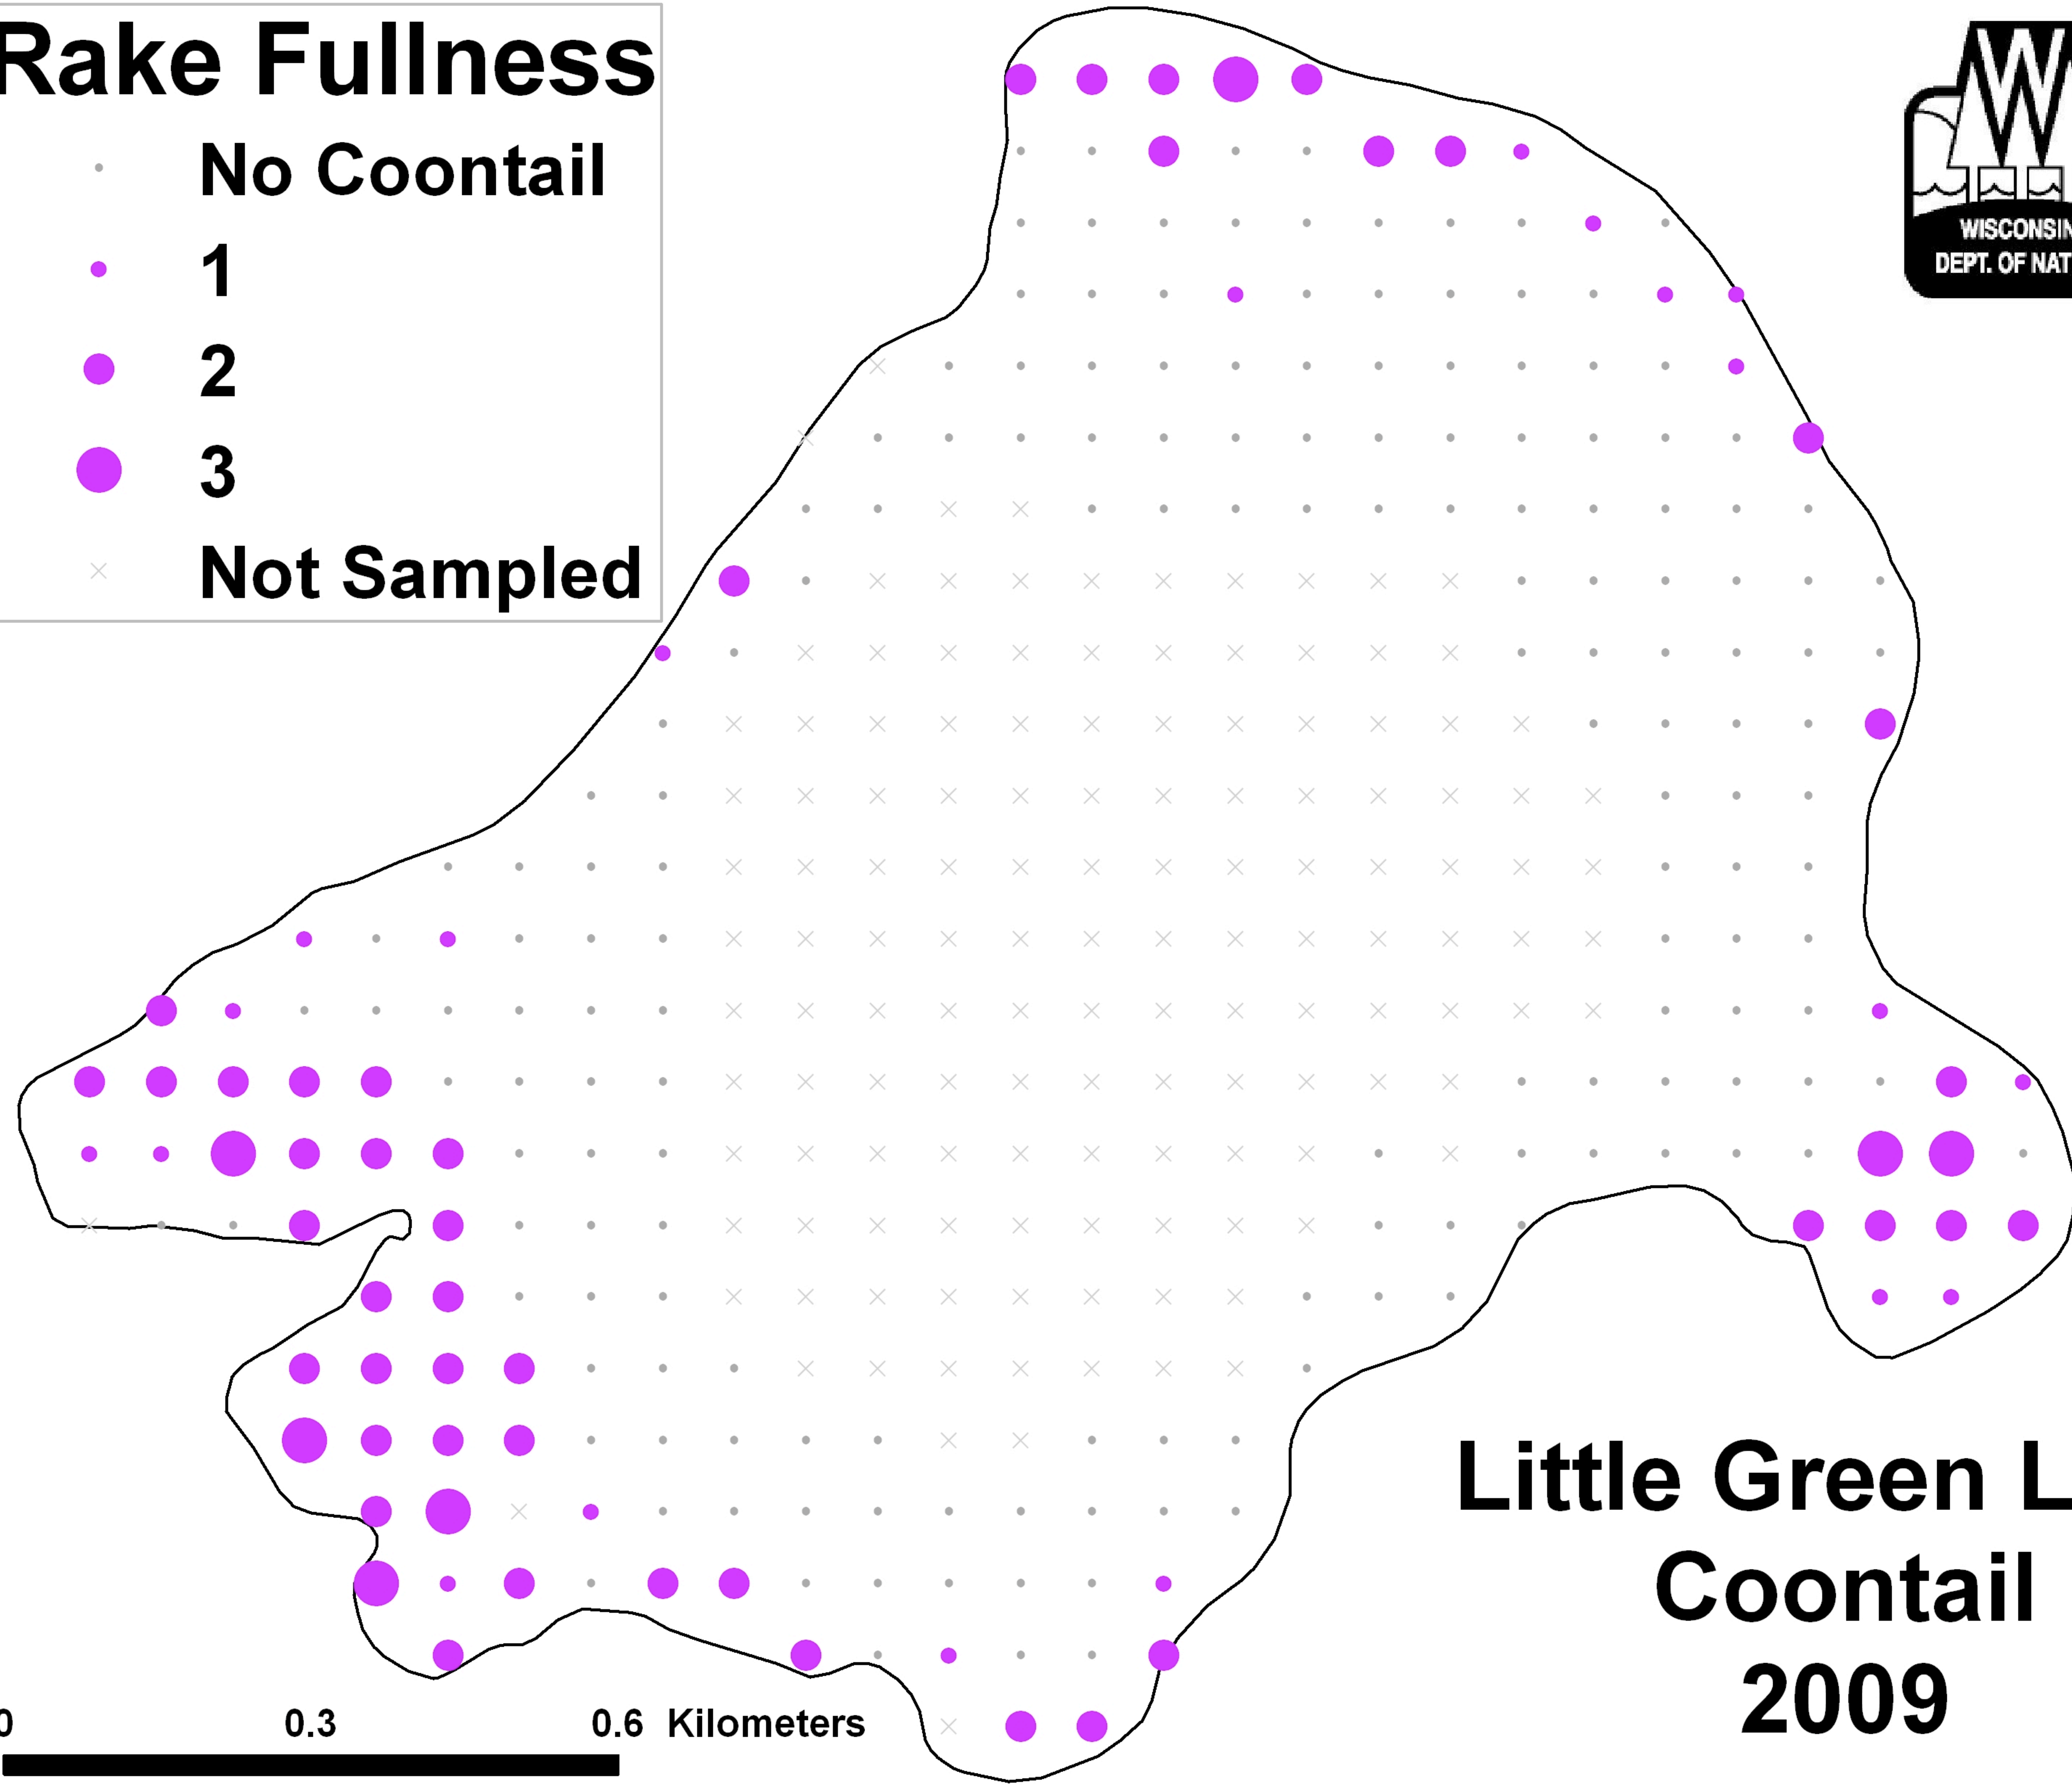 Rake Fullness
No Coontail
1
2
3
Not Sampled
WISCONSIN
DEPT. OF NAT
Little Green L
Coontail
2009
0 0.3 0.6 Kilometers